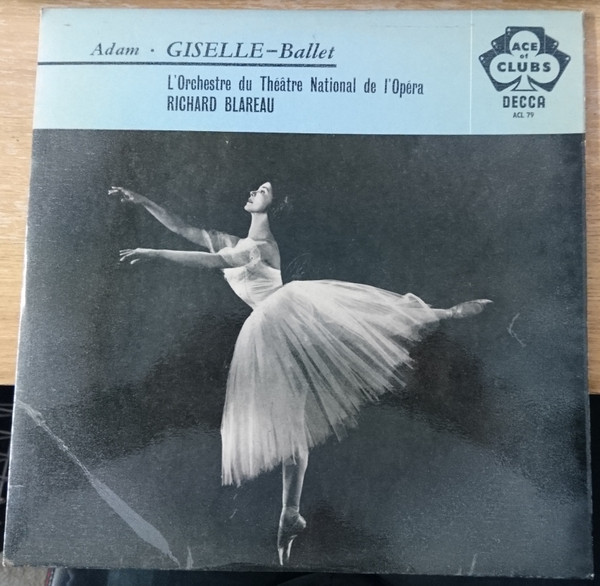 Adam · GISELLE–Ballet
L'Orchestre du Théâtre National de l'Opéra
RICHARD BLAREAU
ACE
of
CLUBS
DECCA
ACL 79